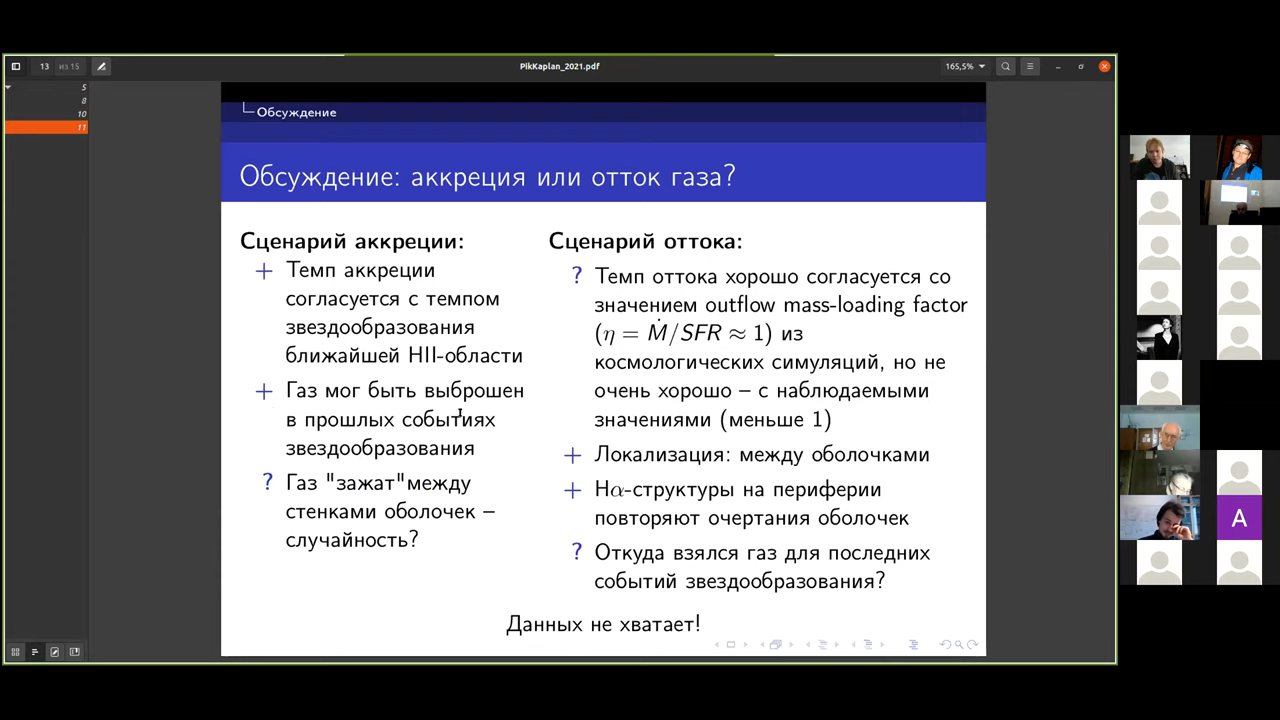 13 из 15
PikKaplan_2021.pdf
165,5%
5
8
10
11
Обсуждение
Обсуждение: аккреция или отток газа?
Сценарий аккреции:
+ Темп аккреции
согласуется с темпом
звездообразования
ближайшей HII-области
+ Газ мог быть выброшен
в прошлых событиях
звездообразования
? Газ "зажат"между
стенками оболочек –
случайность?
Сценарий оттока:
? Темп оттока хорошо согласуется со
значением outflow mass-loading factor
(η = Ṁ/SFR ≈ 1) из
космологических симуляций, но не
очень хорошо – с наблюдаемыми
значениями (меньше 1)
+ Локализация: между оболочками
+ Hα-структуры на периферии
повторяют очертания оболочек
? Откуда взялся газ для последних
событий звездообразования?
Данных не хватает!
A